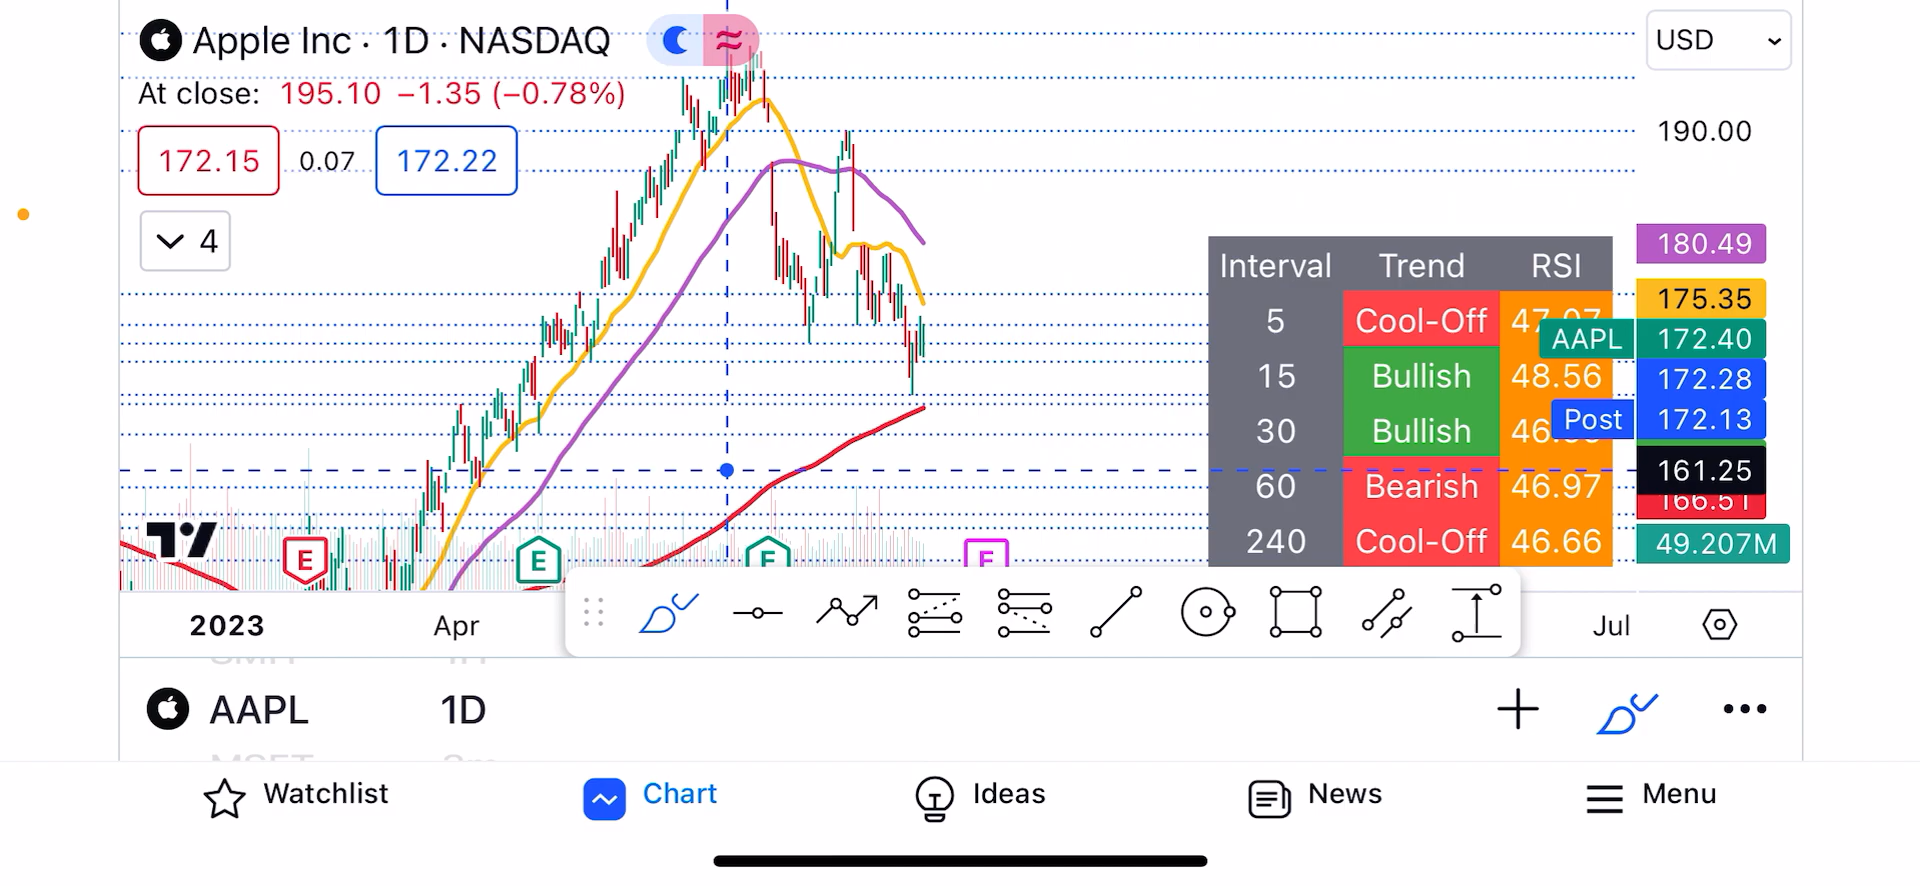 Apple Inc · 1D · NASDAQ
USD
At close: 195.10 −1.35 (−0.78%)
190.00
172.15 0.07 172.22
4
180.49
Interval Trend RSI
175.35
5 Cool-Off
AAPL 172.40
15 Bullish 48.56
172.28
30 Bullish
Post 172.13
161.25
60 Bearish 46.97
166.51
240 Cool-Off 46.66
49.207M
E E E E
2023 Apr Jul
AAPL 1D
Watchlist Chart Ideas News Menu